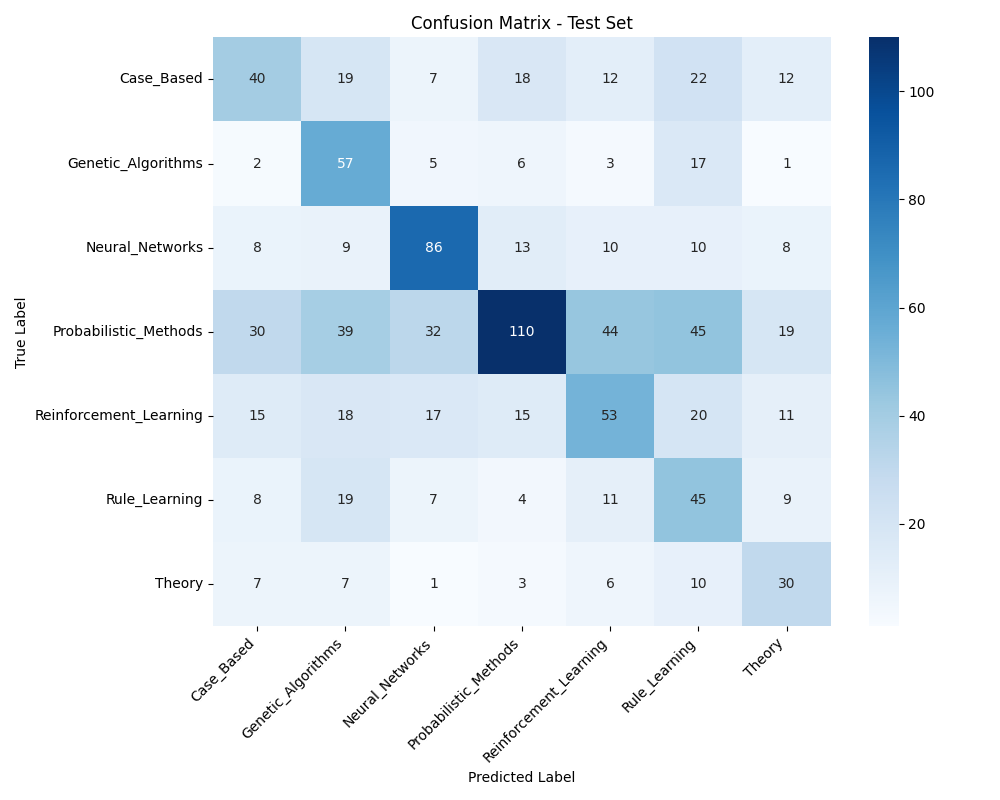 Confusion Matrix - Test Set
Case_Based 40 19 7 18 12 22 12
Genetic_Algorithms 2 57 5 6 3 17 1
Neural_Networks 8 9 86 13 10 10 8
Probabilistic_Methods 30 39 32 110 44 45 19
Reinforcement_Learning 15 18 17 15 53 20 11
Rule_Learning 8 19 7 4 11 45 9
Theory 7 7 1 3 6 10 30
True Label
Case_Based
Genetic_Algorithms
Neural_Networks
Probabilistic_Methods
Reinforcement_Learning
Rule_Learning
Theory
Predicted Label
100
80
60
40
20